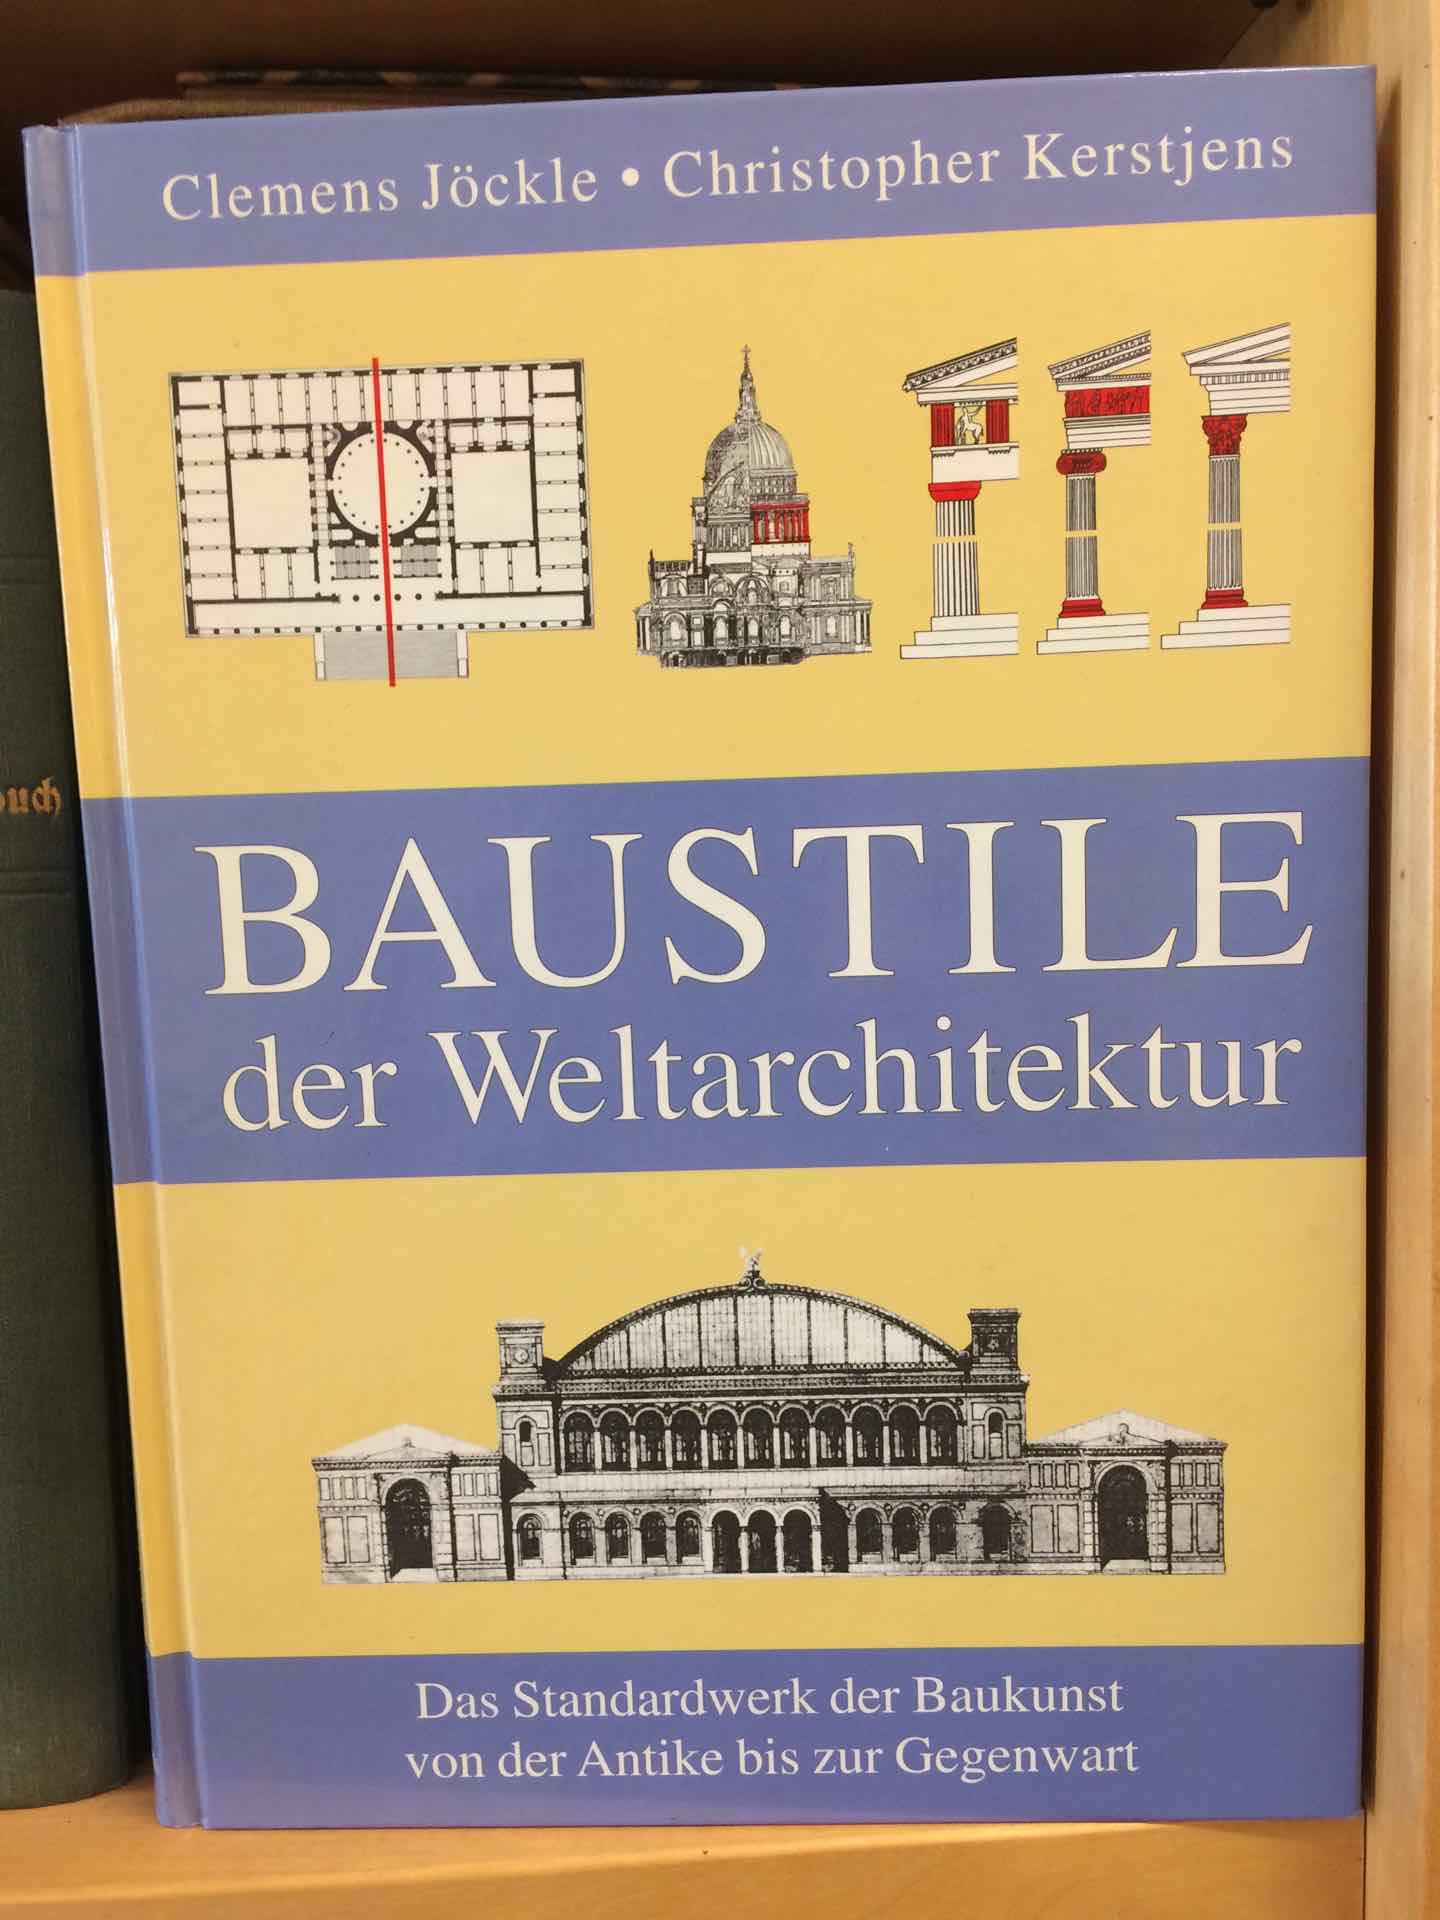 Clemens Jöckle • Christopher Kerstjens
BAUSTILE
der Weltarchitektur
Das Standardwerk der Baukunst
von der Antike bis zur Gegenwart